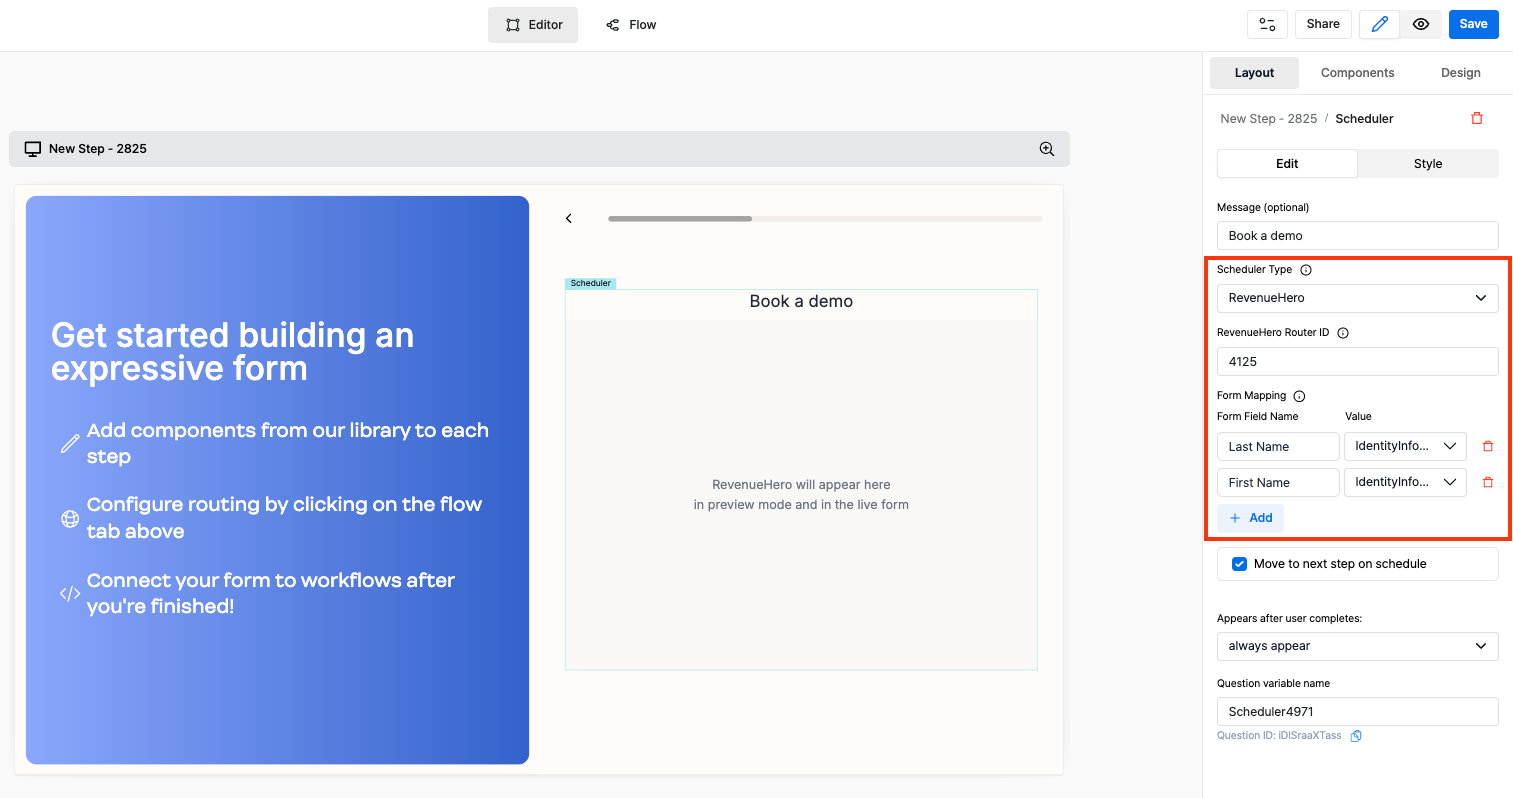 Editor
Flow
Share
Save
Layout
Components
Design
New Step - 2825 / Scheduler
New Step - 2825
Edit
Style
Get started building an
expressive form
Add components from our library to each
step
Configure routing by clicking on the flow
tab above
Connect your form to workflows after
you're finished!
Scheduler
Book a demo
RevenueHero will appear here
in preview mode and in the live form
Message (optional)
Book a demo
Scheduler Type
RevenueHero
RevenueHero Router ID
4125
Form Mapping
Form Field Name
Value
Last Name
IdentityInfo...
First Name
IdentityInfo...
+ Add
Move to next step on schedule
Appears after user completes:
always appear
Question variable name
Scheduler4971
Question ID: iDlSraaXTass